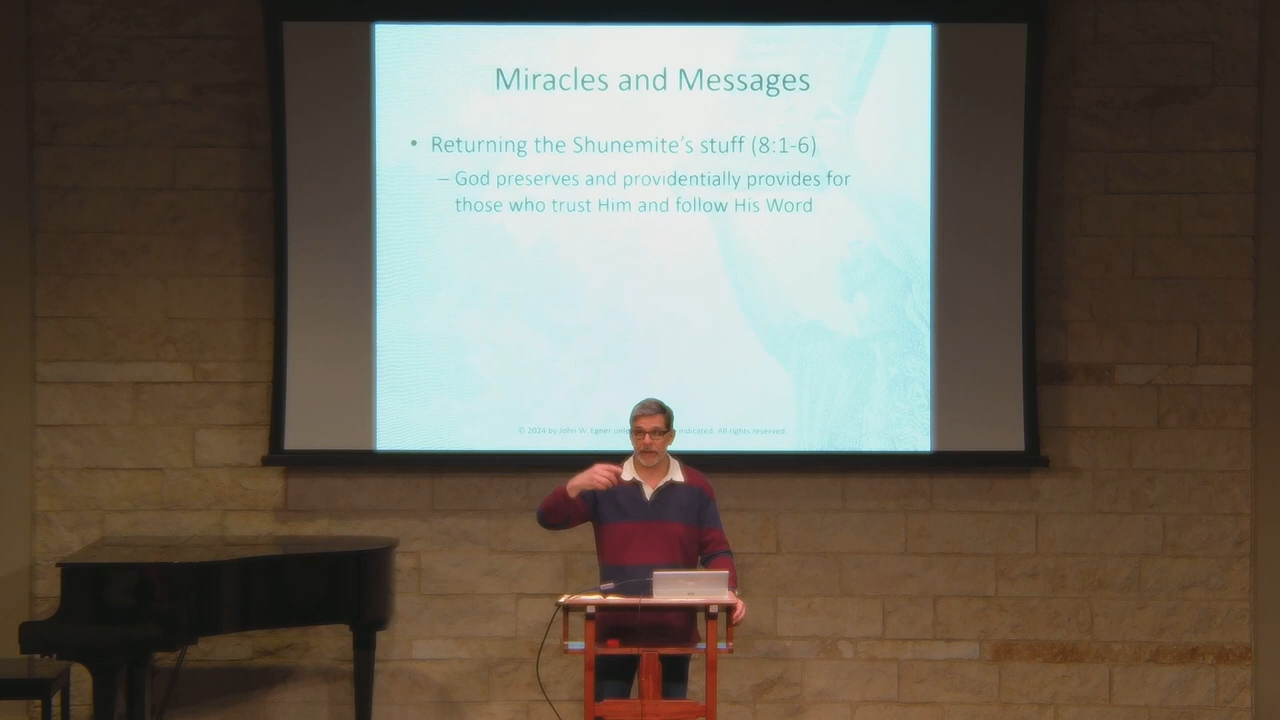 Miracles and Messages
• Returning the Shunemite's stuff (8:1-6)
– God preserves and providentially provides for
those who trust Him and follow His Word
© 2024 by John W. Egner indicated. All rights reserved.